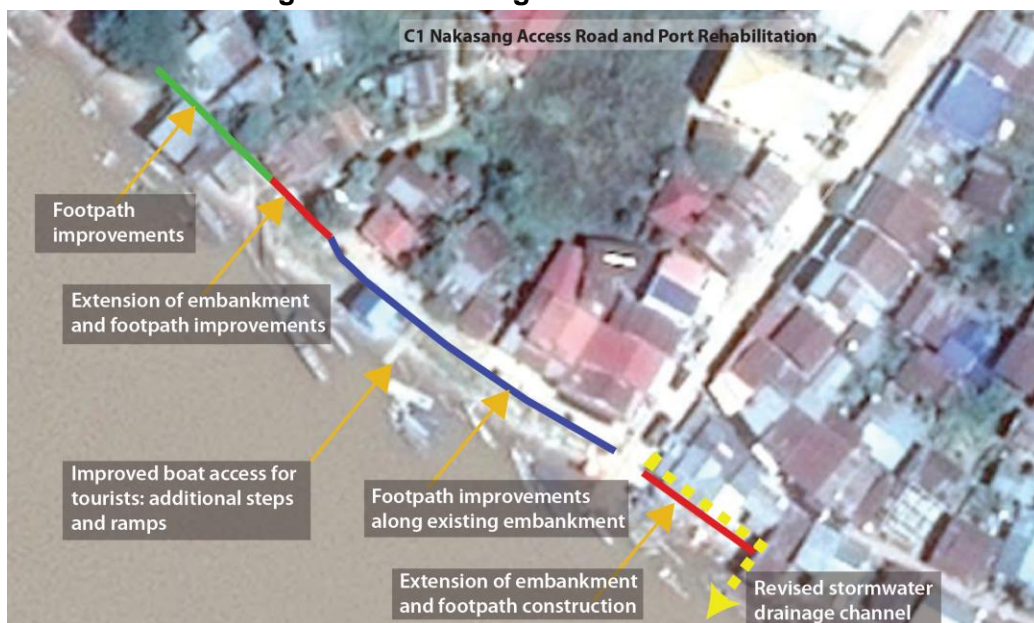 C1 Nakasang Access Road and Port Rehabilitation
Footpath
improvements
Extension of embankment
and footpath improvements
Improved boat access for
tourists: additional steps
and ramps
Footpath improvements
along existing embankment
Extension of embankment
and footpath construction
Revised stormwater
drainage channel